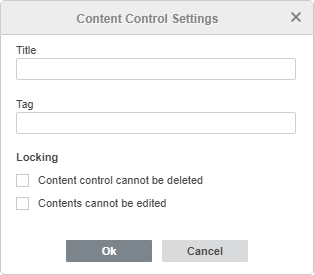 Content Control Settings
Title
Tag
Locking
Content control cannot be deleted
Contents cannot be edited
Ok Cancel